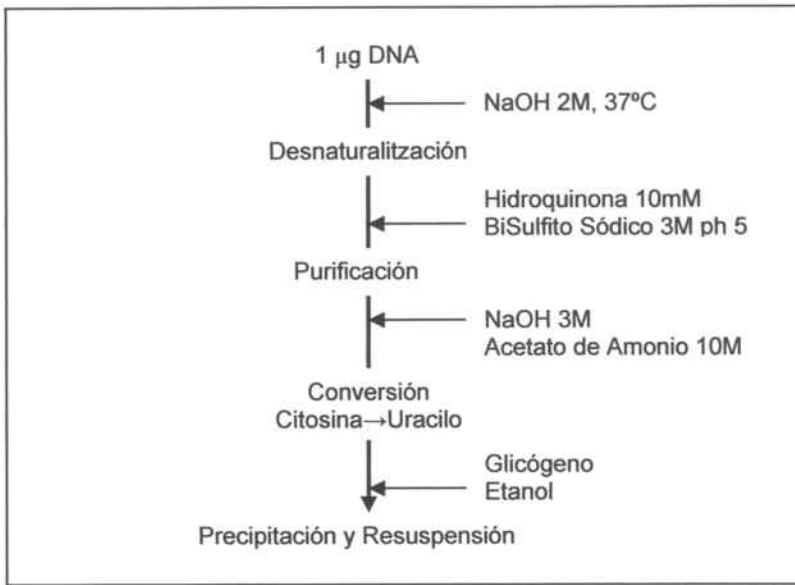 1 µg DNA
NaOH 2M, 37ºC
Desnaturalitzación
Hidroquinona 10mM
BiSulfito Sódico 3M ph 5
Purificación
NaOH 3M
Acetato de Amonio 10M
Conversión
Citosina→Uracilo
Glicógeno
Etanol
Precipitación y Resuspensión